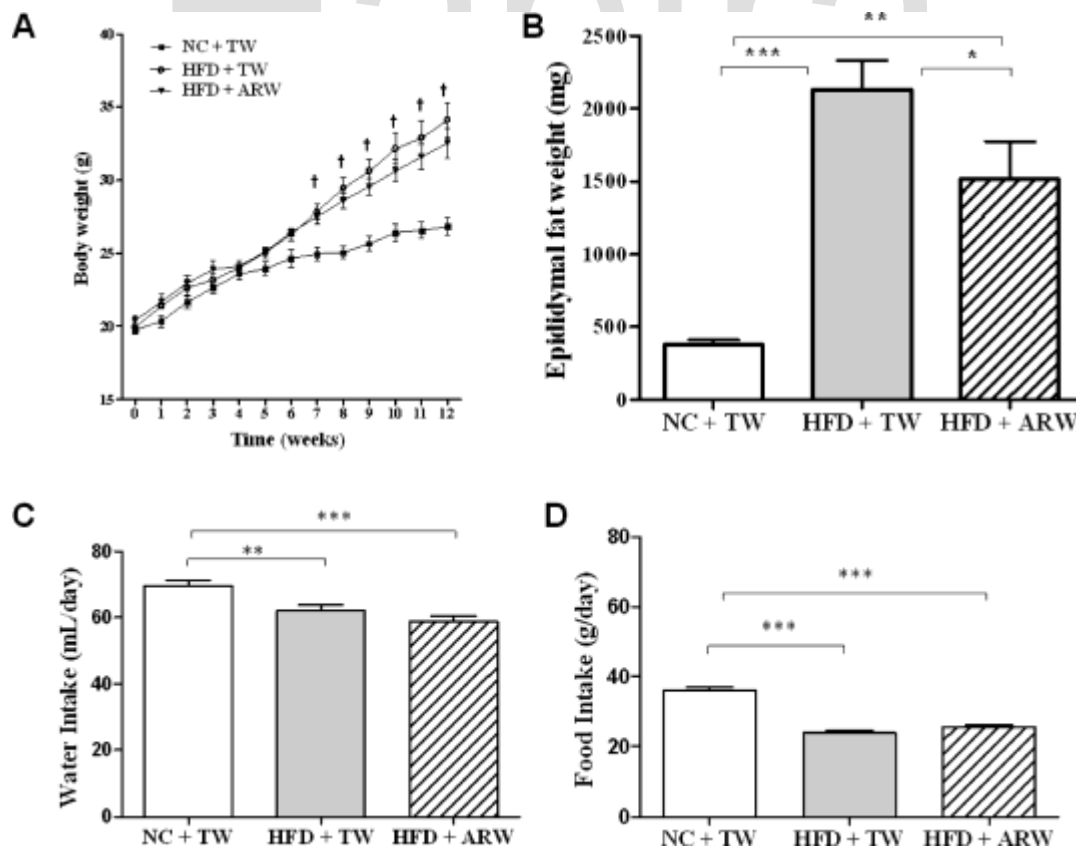 A
NC + TW
HFD + TW
HFD + ARW
† † † † † †
40
35
30
25
20
15
Body weight (g)
0 1 2 3 4 5 6 7 8 9 10 11 12
Time (weeks)
B
**
*** *
2500
2000
1500
1000
500
0
Epididymal fat weight (mg)
NC + TW HFD + TW HFD + ARW
C
***
**
80
60
40
20
0
Water Intake (mL/day)
NC + TW HFD + TW HFD + ARW
D
***
***
80
60
40
20
0
Food Intake (g/day)
NC + TW HFD + TW HFD + ARW